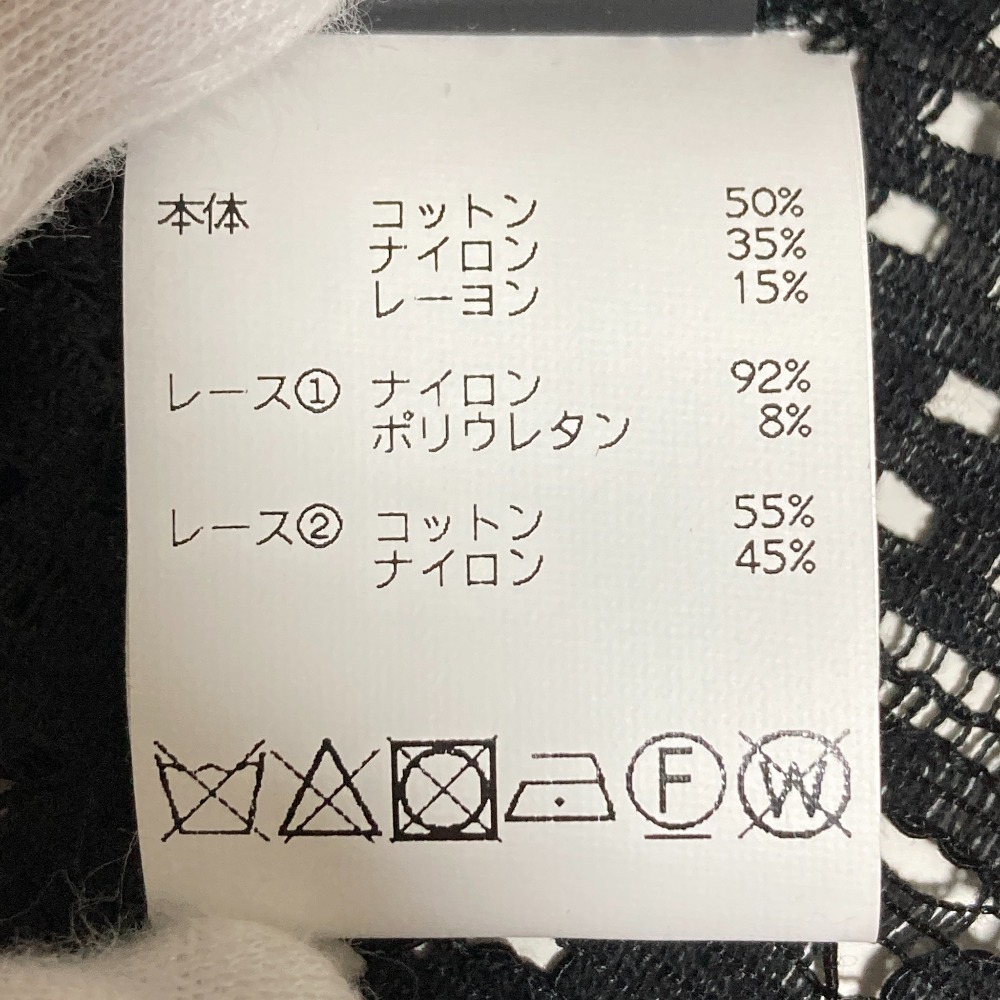 本体 コットン 50%
ナイロン 35%
レーヨン 15%
レース① ナイロン 92%
ポリウレタン 8%
レース② コットン 55%
ナイロン 45%
F W